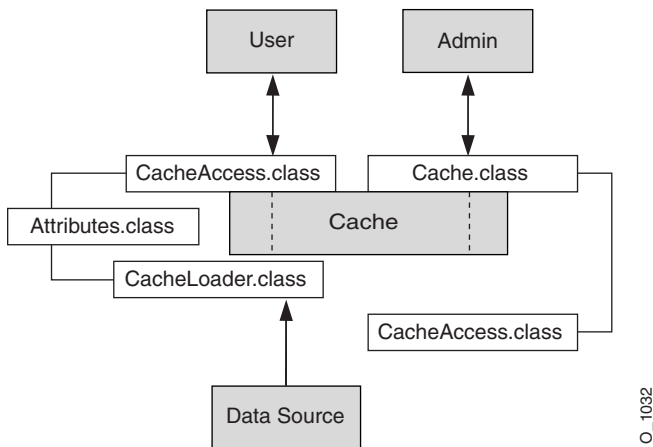 User
Admin
CacheAccess.class
Cache.class
Attributes.class
Cache
CacheLoader.class
CacheAccess.class
Data Source
O_1032